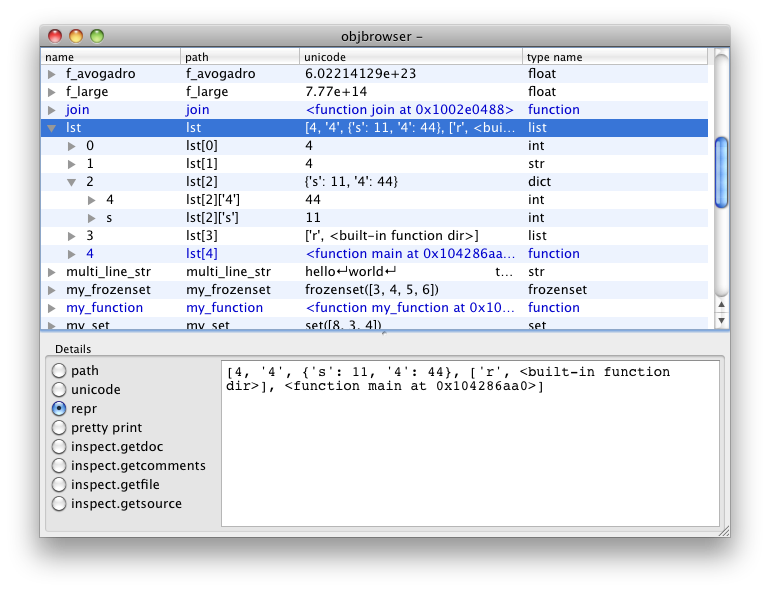 objbrowser –
name path unicode type name
f_avogadro f_avogadro 6.02214129e+23 float
f_large f_large 7.77e+14 float
join join <function join at 0x1002e0488> function
lst lst [4, '4', {'s': 11, '4': 44}, ['r', <bui... list
0 lst[0] 4 int
1 lst[1] 4 str
2 lst[2] {'s': 11, '4': 44} dict
4 lst[2]['4'] 44 int
s lst[2]['s'] 11 int
3 lst[3] ['r', <built-in function dir>] list
4 lst[4] <function main at 0x104286aa... function
multi_line_str multi_line_str hello↵world↵ t... str
my_frozenset my_frozenset frozenset([3, 4, 5, 6]) frozenset
my_function my_function <function my_function at 0x10... function
my_set my_set set([8, 3, 4]) set
Details
path
unicode
repr
pretty print
inspect.getdoc
inspect.getcomments
inspect.getfile
inspect.getsource
[4, '4', {'s': 11, '4': 44}, ['r', <built-in function
dir>], <function main at 0x104286aa0>]